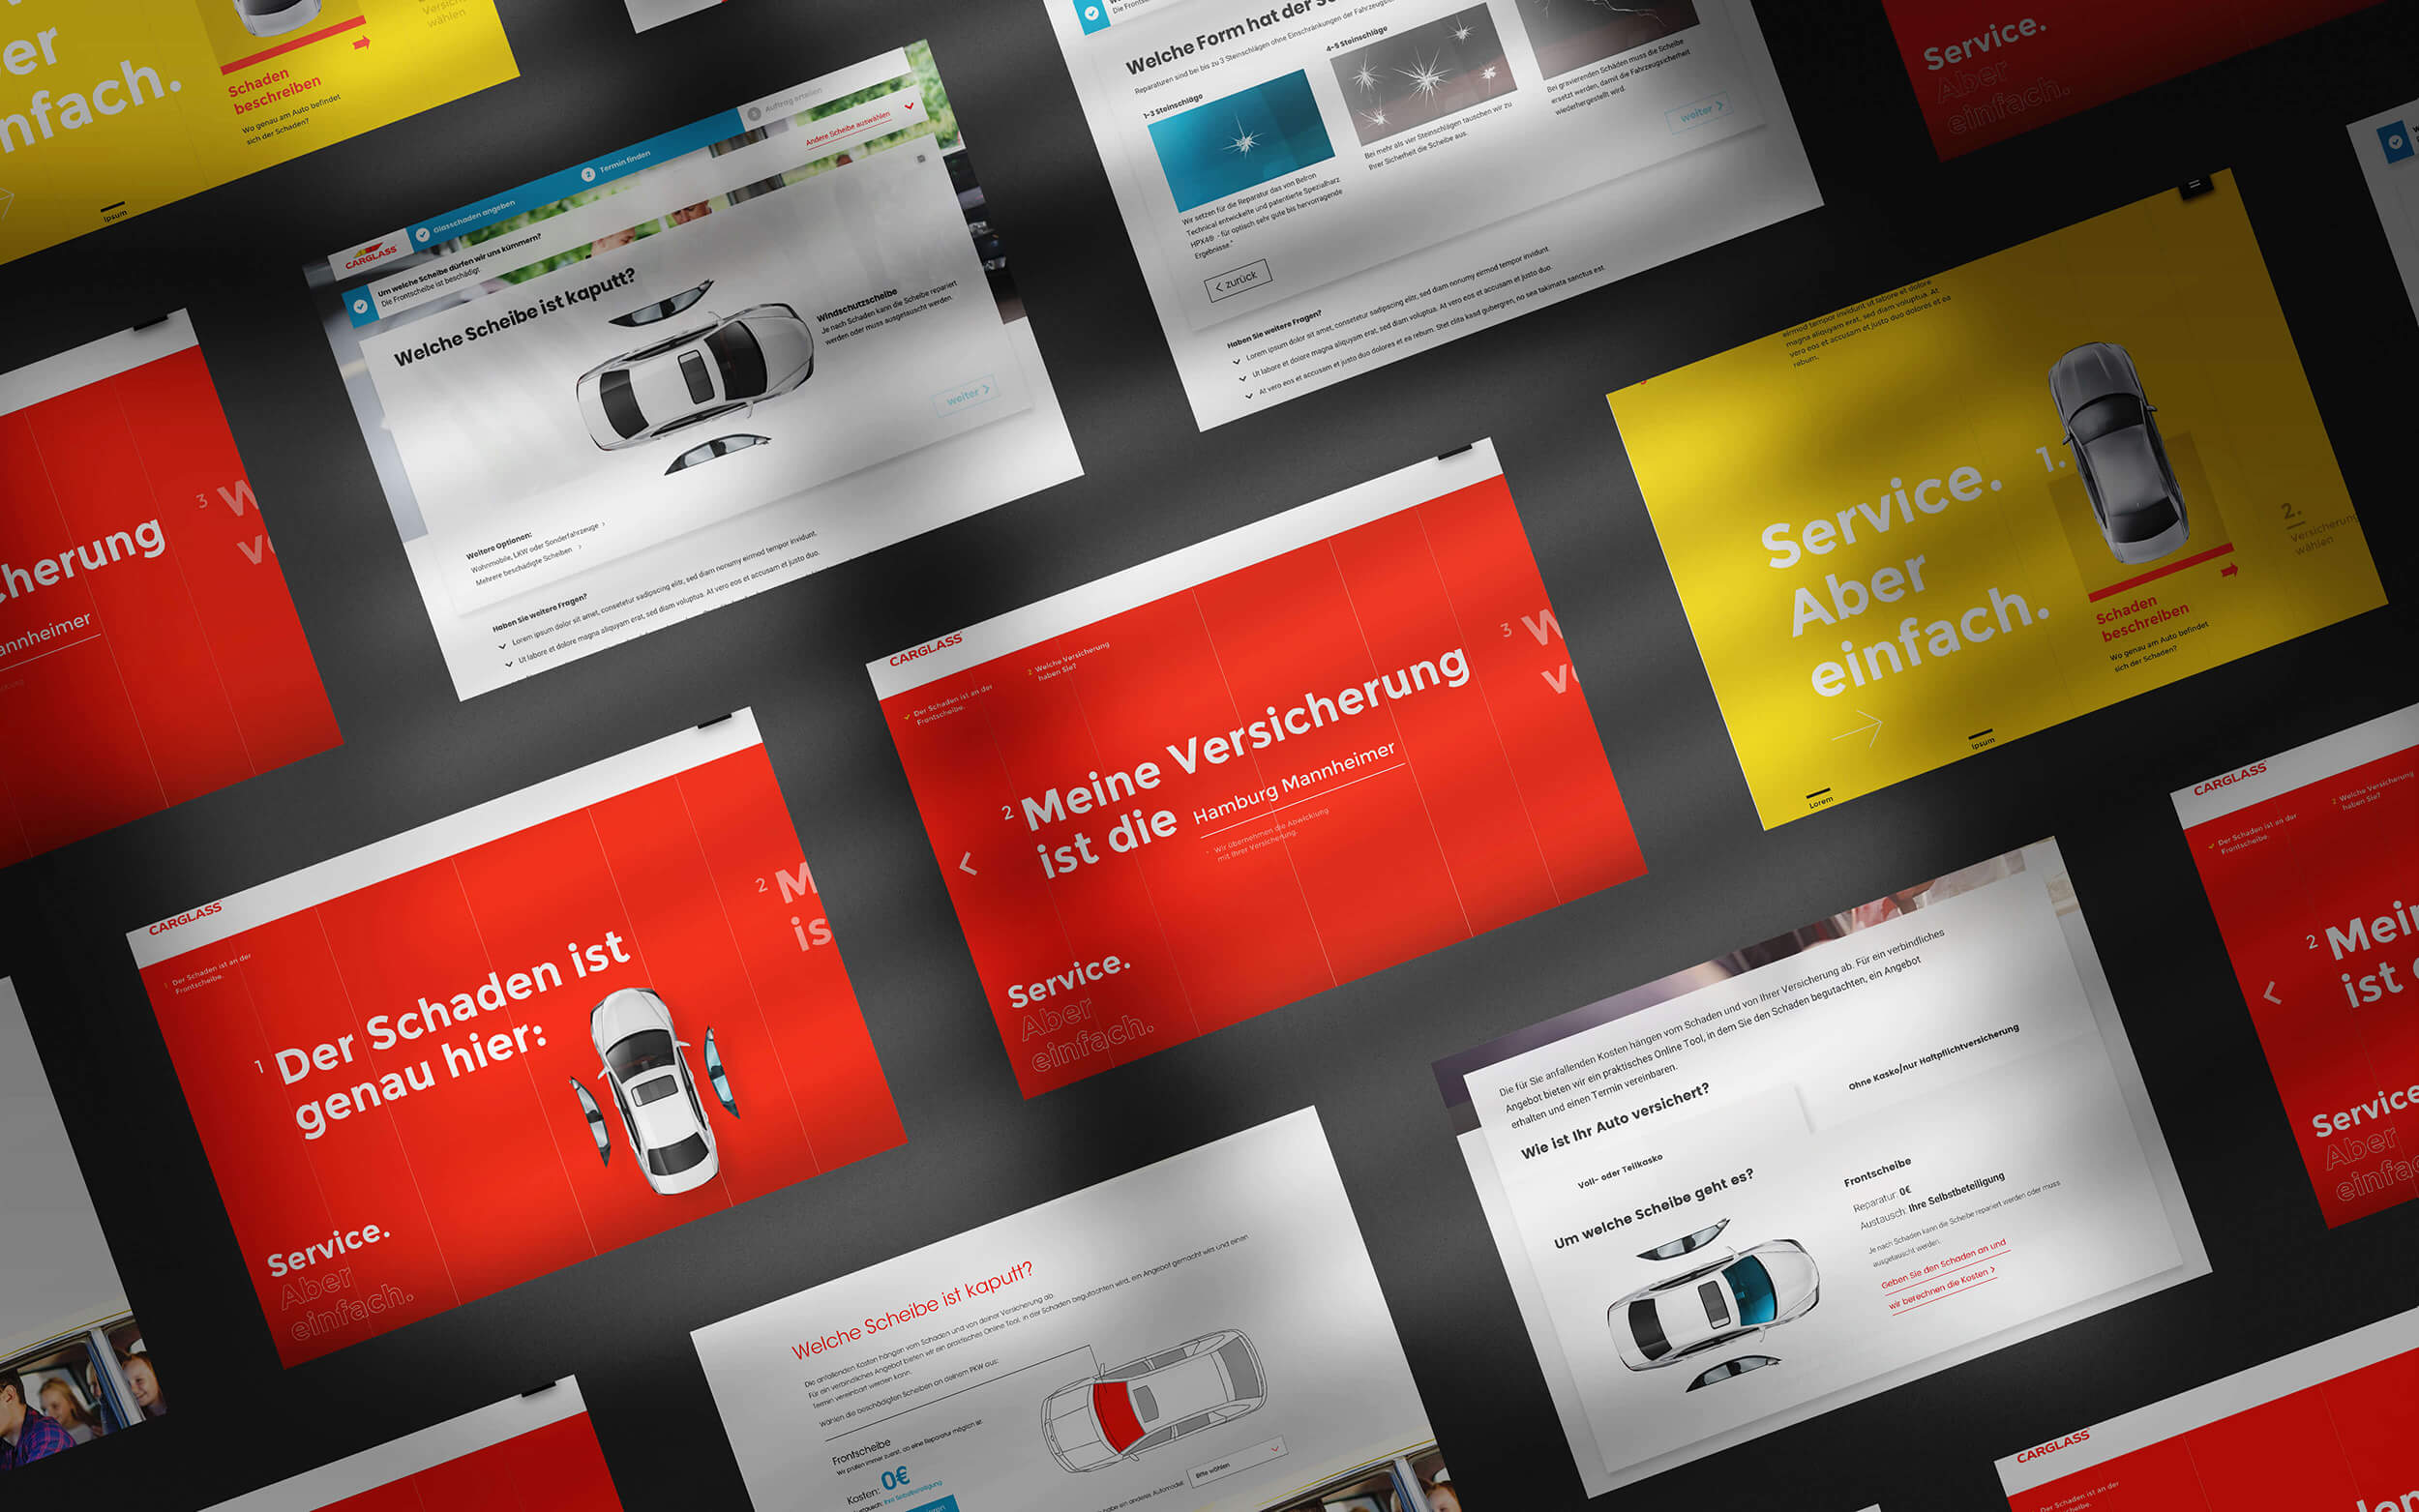 er
nfach.
Schaden
beschreiben
Wo genau am Auto befindet
sich der Schaden?
wählen
Ipsum
CARGLASS
Glasschaden angeben
2 Termin finden
3 Auftrag erteilen
Um welche Scheibe dürfen wir uns kümmern?
Die Frontscheibe ist beschädigt.
Andere Scheibe auswählen
Welche Scheibe ist kaputt?
Windschutzscheibe
Je nach Schaden kann die Scheibe repariert
werden oder muss ausgetauscht werden.
weiter
Weitere Optionen:
Wohnmobile, LKW oder Sonderfahrzeuge
Mehrere beschädigte Scheiben
Haben Sie weitere Fragen?
Lorem ipsum dolor sit amet, consetetur sadipscing elitr, sed diam nonumy eirmod tempor invidunt.
Ut labore et dolore magna aliquyam erat, sed diam voluptua. At vero eos et accusam et justo duo.
Welche Form hat der
Reparaturen sind bei bis zu 3 Steinschlägen ohne Einschränkungen der
1-3 Steinschläge
Wir setzen für die Reparatur das von Belron
Technical entwickelte und patentierte Spezialharz
HPX4® - für optisch sehr gute bis hervorragende
Ergebnisse."
4-5 Steinschläge
Bei mehr als vier Steinschlägen tauschen wir zu
Ihrer Sicherheit die Scheibe aus.
Bei gravierenden Schäden muss die Scheibe
ersetzt werden, damit die Fahrzeugsicherheit
wiederhergestellt wird.
weiter
zurück
Haben Sie weitere Fragen?
Lorem ipsum dolor sit amet, consetetur sadipscing elitr, sed diam nonumy eirmod tempor invidunt.
Ut labore et dolore magna aliquyam erat, sed diam voluptua. At vero eos et accusam et justo duo.
At vero eos et accusam et justo duo dolores et ea rebum. Stet clita kasd gubergren, no sea takimata sanctus est.
Service.
Aber
einfach.
eirmod tempor invidunt ut labore et dolore
magna aliquyam erat, sed diam voluptua. At
vero eos et accusam et justo duo dolores et ea
rebum.
Service.
Aber
einfach.
1.
Schaden
beschreiben
Wo genau am Auto befindet
sich der Schaden?
2.
Versicherung
wählen
Lorem
Ipsum
cherung
annheimer
3 W
v
CARGLASS
Der Schaden ist an der
Frontscheibe.
2 Welche Versicherung
haben Sie?
2 Meine Versicherung
ist die Hamburg Mannheimer
Wir übernehmen die Abwicklung
mit Ihrer Versicherung.
3 W
v
Service.
Aber
einfach.
CARGLASS
1 Der Schaden ist an der
Frontscheibe.
1 Der Schaden ist
genau hier:
2 M
is
Service.
Aber
einfach.
Welche Scheibe ist kaputt?
Die anfallenden Kosten hängen vom Schaden und von deiner Versicherung ab.
Für ein verbindliches Angebot bieten wir ein praktisches Online Tool, in der Schaden begutachten wird, ein Angebot gemacht wird und einen
Termin vereinbart werden kann.
Wählen die beschädigten Scheiben an deinem PKW aus:
Frontscheibe
Wir prüfen immer zuerst, ob eine Reparatur möglich ist.
Kosten: 0€
Ihre Selbstbeteiligung
Bitte wählen
Die für Sie anfallenden Kosten hängen vom Schaden und von Ihrer Versicherung ab. Für ein verbindliches
Angebot bieten wir ein praktisches Online Tool, in dem Sie den Schaden begutachten, ein Angebot
erhalten und einen Termin vereinbaren.
Wie ist Ihr Auto versichert?
Voll- oder Teilkasko
Ohne Kasko/nur Haftpflichtversicherung
Um welche Scheibe geht es?
Frontscheibe
Reparatur: 0€
Austausch: Ihre Selbstbeteiligung
Je nach Schaden kann die Scheibe repariert werden oder muss
ausgetauscht werden.
Geben Sie den Schaden an und
wir berechnen die Kosten
CARGLASS
Der Schaden ist an der
Frontscheibe.
2 Welche Versicherung
haben Sie?
2 Mei
ist
Service
Aber
einfac
CARGLASS
Der Schaden ist an der